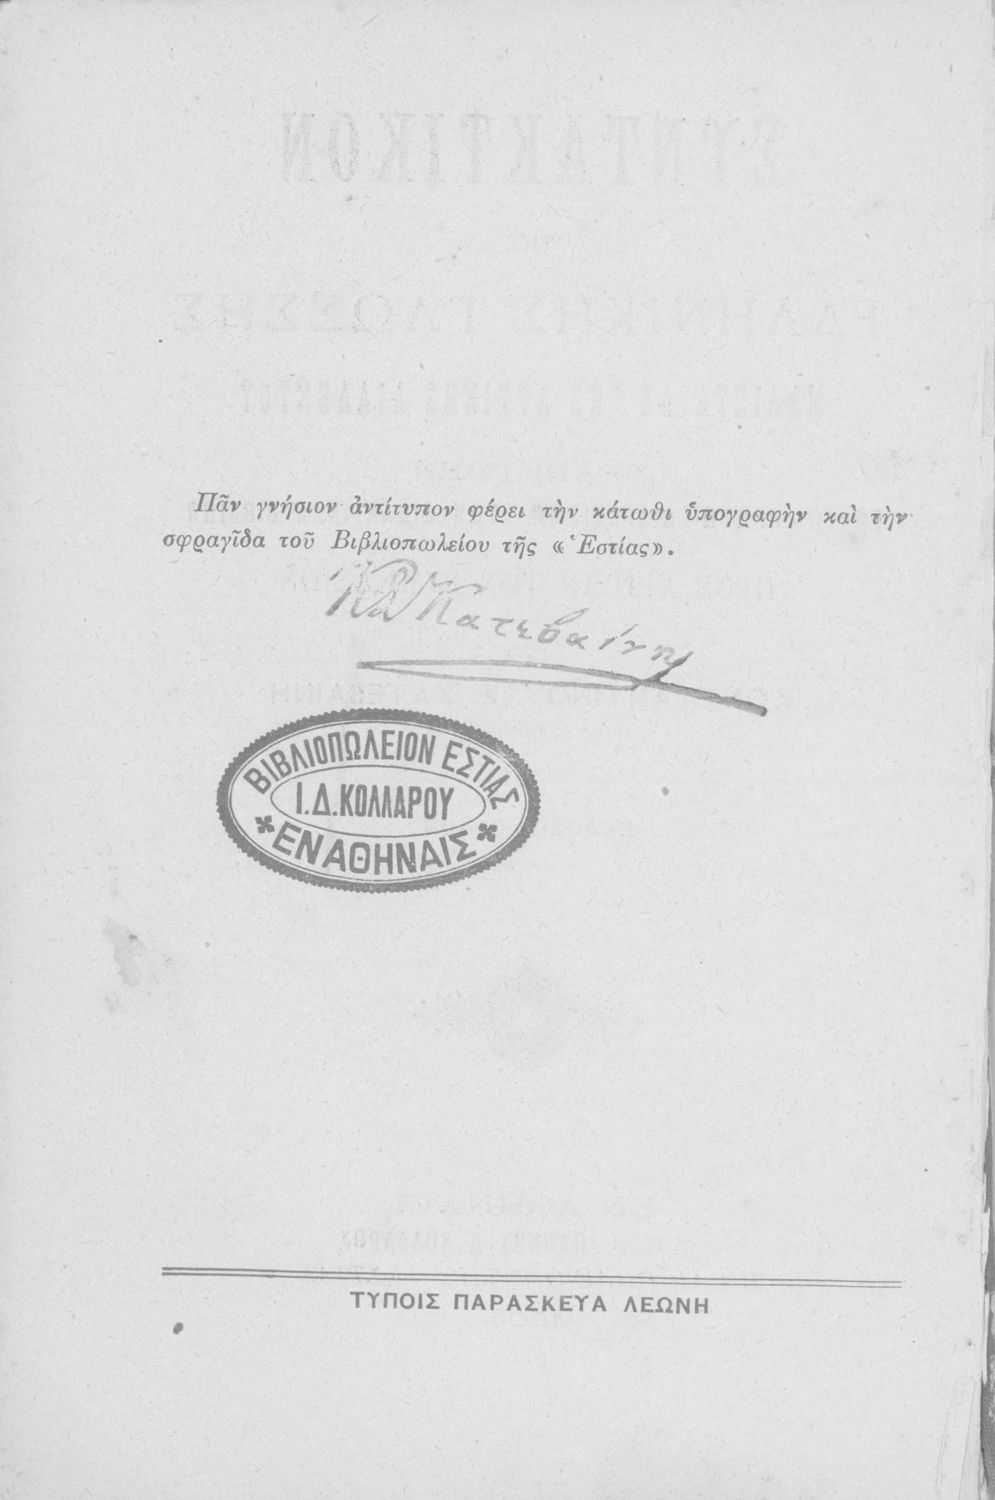 Πᾶν γνήσιον ἀντίτυπον φέρει τὴν κάτωθι ὑπογραφὴν καὶ τὴν
σφραγῖδα τοῦ Βιβλιοπωλείου τῆς «Ἑστίας».
Κατεβαίνης
ΒΙΒΛΙΟΠΩΛΕΙΟΝ ΕΣΤΙΑΣ
Ι.Δ.ΚΟΛΛΑΡΟΥ
ΕΝ ΑΘΗΝΑΙΣ
ΤΥΠΟΙΣ ΠΑΡΑΣΚΕΥΑ ΛΕΩΝΗ